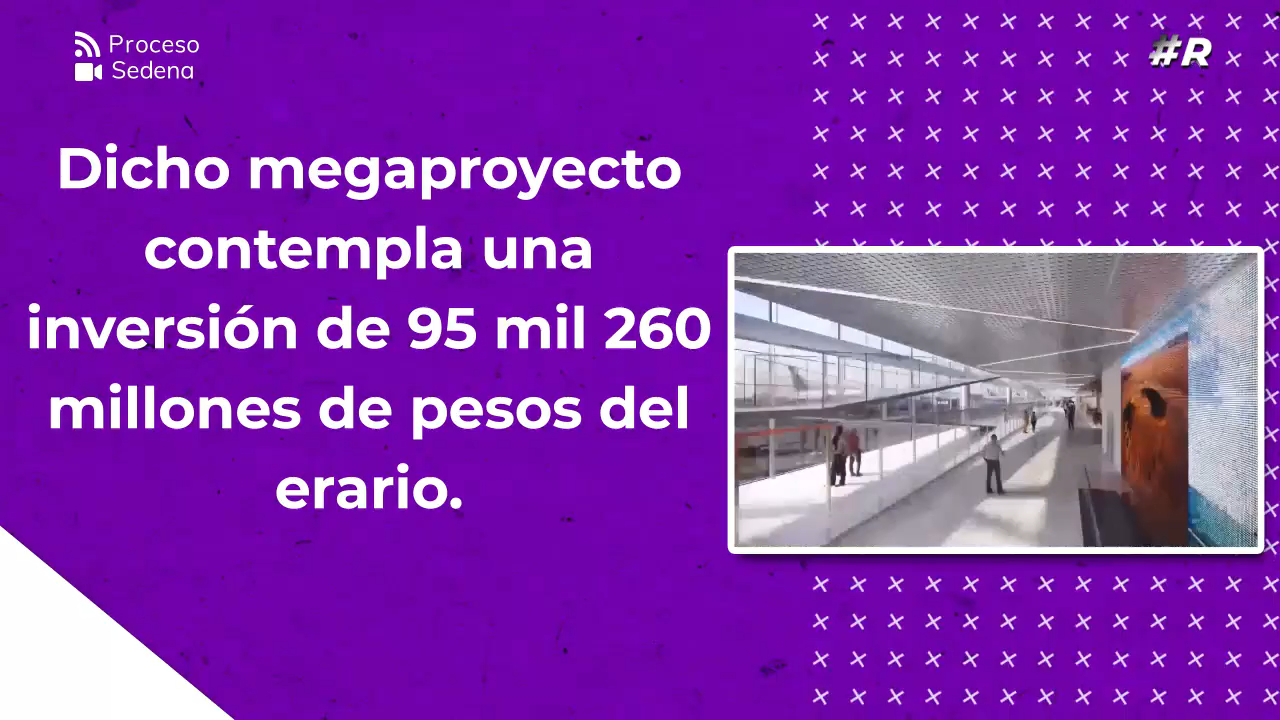 Proceso
Sedena
#R
Dicho megaproyecto
contempla una
inversión de 95 mil 260
millones de pesos del
erario.